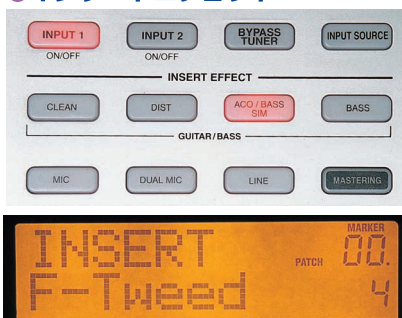 INPUT 1 INPUT 2 BYPASS TUNER INPUT SOURCE
ON/OFF ON/OFF
INSERT EFFECT
CLEAN DIST ACO / BASS SIM BASS
GUITAR/BASS
MIC DUAL MIC LINE MASTERING
MARKER
INSERT PATCH 00.
F-Tweed 4